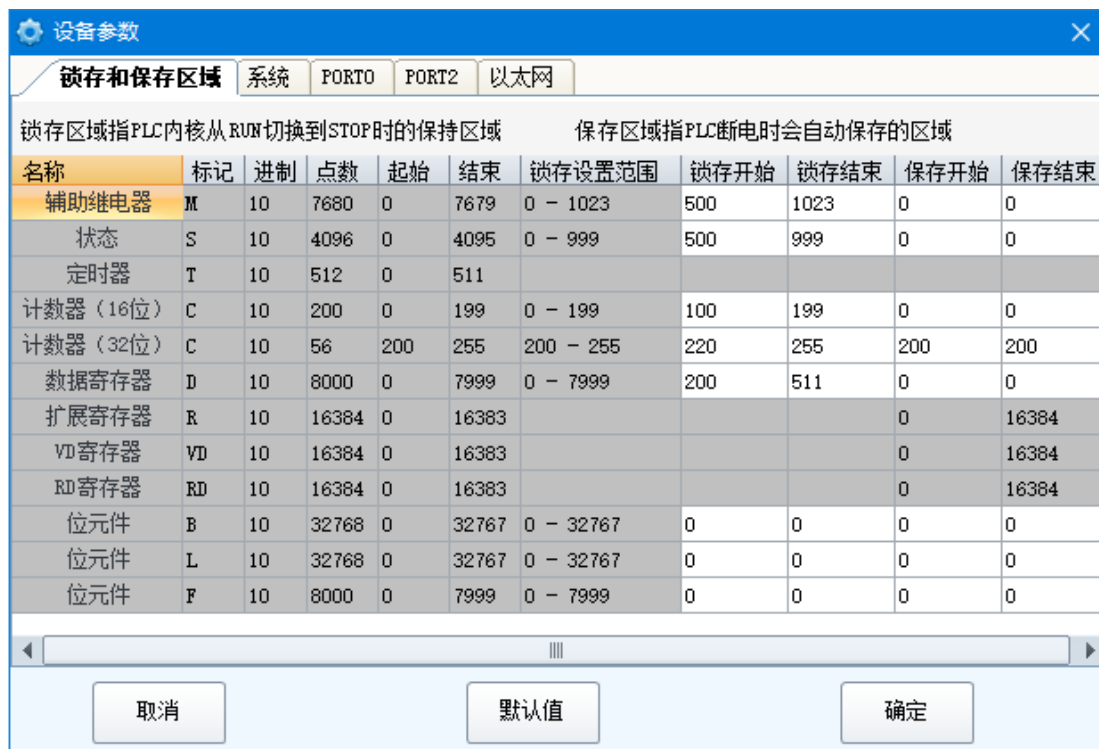 设备参数
锁存和保存区域 系统 PORT0 PORT2 以太网
锁存区域指PLC内核从RUN切换到STOP时的保持区域 保存区域指PLC断电时会自动保存的区域
名称 标记 进制 点数 起始 结束 锁存设置范围 锁存开始 锁存结束 保存开始 保存结束
辅助继电器 M 10 7680 0 7679 0 - 1023 500 1023 0 0
状态 S 10 4096 0 4095 0 - 999 500 999 0 0
定时器 T 10 512 0 511
计数器（16位） C 10 200 0 199 0 - 199 100 199 0 0
计数器（32位） C 10 56 200 255 200 - 255 220 255 200 200
数据寄存器 D 10 8000 0 7999 0 - 7999 200 511 0 0
扩展寄存器 R 10 16384 0 16383 0 16384
VD寄存器 VD 10 16384 0 16383 0 16384
RD寄存器 RD 10 16384 0 16383 0 16384
位元件 B 10 32768 0 32767 0 - 32767 0 0 0 0
位元件 L 10 32768 0 32767 0 - 32767 0 0 0 0
位元件 F 10 8000 0 7999 0 - 7999 0 0 0 0
取消 默认值 确定